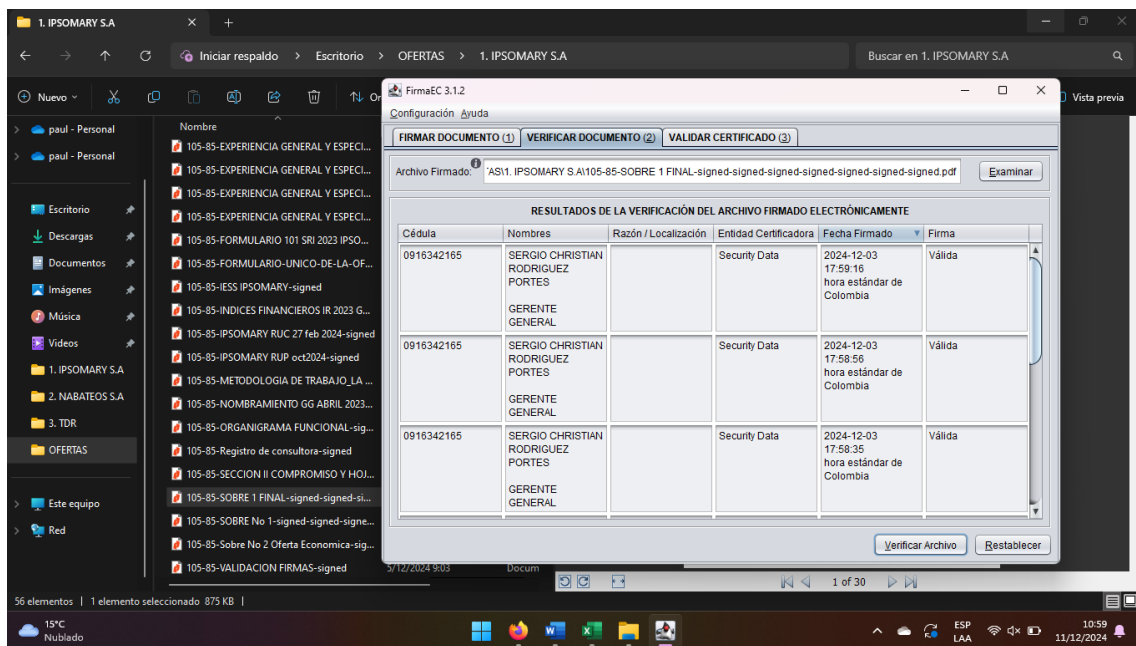 1. IPSOMARY S.A
Iniciar respaldo > Escritorio > OFERTAS > 1. IPSOMARY S.A
Buscar en 1. IPSOMARY S.A
Nuevo
Or
Vista previa
paul - Personal
paul - Personal
Escritorio
Descargas
Documentos
Imágenes
Música
Videos
1. IPSOMARY S.A
2. NABATEOS S.A
3. TDR
OFERTAS
Este equipo
Red
Nombre
105-85-EXPERIENCIA GENERAL Y ESPECI...
105-85-EXPERIENCIA GENERAL Y ESPECI...
105-85-EXPERIENCIA GENERAL Y ESPECI...
105-85-EXPERIENCIA GENERAL Y ESPECI...
105-85-FORMULARIO 101 SRI 2023 IPSO...
105-85-FORMULARIO-UNICO-DE-LA-OF...
105-85-IESS IPSOMARY-signed
105-85-INDICES FINANCIEROS IR 2023 G...
105-85-IPSOMARY RUC 27 feb 2024-signed
105-85-IPSOMARY RUP oct2024-signed
105-85-METODOLOGIA DE TRABAJO_LA ...
105-85-NOMBRAMIENTO GG ABRIL 2023...
105-85-ORGANIGRAMA FUNCIONAL-sig...
105-85-Registro de consultora-signed
105-85-SECCION II COMPROMISO Y HOJ...
105-85-SOBRE 1 FINAL-signed-signed-si...
105-85-SOBRE No 1-signed-signed-signe...
105-85-Sobre No 2 Oferta Economica-sig...
105-85-VALIDACION FIRMAS-signed
5/12/2024 9:03
Docum
FirmaEC 3.1.2
Configuración Ayuda
FIRMAR DOCUMENTO (1)
VERIFICAR DOCUMENTO (2)
VALIDAR CERTIFICADO (3)
Archivo Firmado:
'AS\1. IPSOMARY S.A\105-85-SOBRE 1 FINAL-signed-signed-signed-signed-signed-signed-signed.pdf
Examinar
RESULTADOS DE LA VERIFICACIÓN DEL ARCHIVO FIRMADO ELECTRÓNICAMENTE
Cédula Nombres Razón / Localización Entidad Certificadora Fecha Firmado Firma
0916342165 SERGIO CHRISTIAN Security Data 2024-12-03 Válida
RODRIGUEZ 17:59:16
PORTES hora estándar de
Colombia
GERENTE
GENERAL
0916342165 SERGIO CHRISTIAN Security Data 2024-12-03 Válida
RODRIGUEZ 17:58:56
PORTES hora estándar de
Colombia
GERENTE
GENERAL
0916342165 SERGIO CHRISTIAN Security Data 2024-12-03 Válida
RODRIGUEZ 17:58:35
PORTES hora estándar de
Colombia
GERENTE
GENERAL
Verificar Archivo
Restablecer
1 of 30
56 elementos | 1 elemento seleccionado 875 KB |
15°C
Nublado
ESP
LAA
10:59
11/12/2024